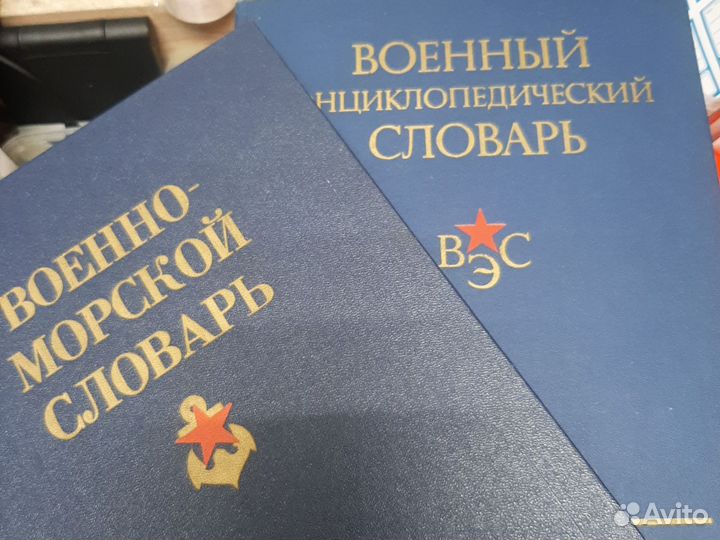 ВОЕННЫЙ
НЦИКЛОПЕДИЧЕСКИЙ
СЛОВАРЬ
ВЭС
ВОЕННО-
МОРСКОЙ
СЛОВАРЬ
Avito